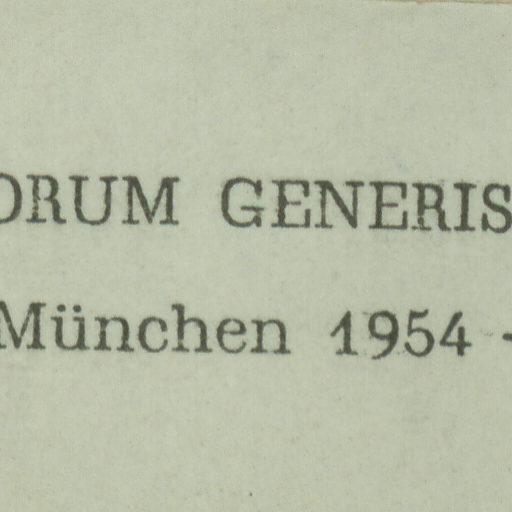 ORUM GENERIS
München 1954 -